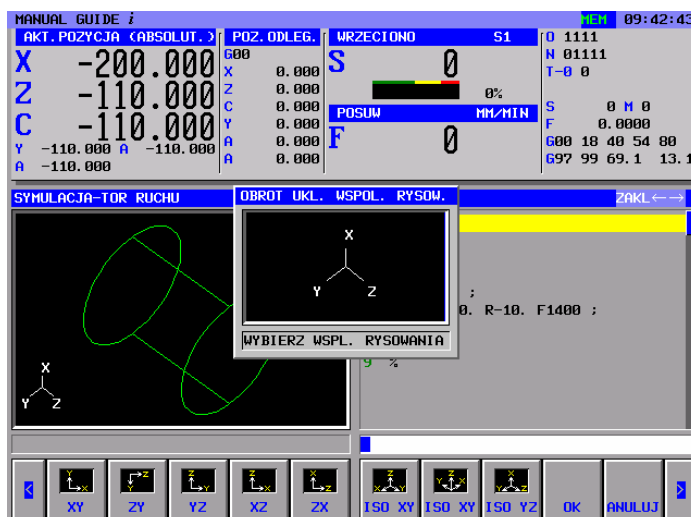 MANUAL GUIDE i MEM 09:42:43
AKT.POZYCJA (ABSOLUT.)
X -200.000
Z -110.000
C -110.000
Y -110.000 A -110.000
A -110.000
POZ.ODLEG.
G00
X 0.000
Z 0.000
C 0.000
Y 0.000
A 0.000
A 0.000
WRZECIONO S1
S 0
0%
POSUW MM/MIN
F 0
O 1111
N 01111
T-0 0
S 0 M 0
F 0.0000
G00 18 40 54 80
G97 99 69.1 13.1
SYMULACJA-TOR RUCHU
ZAKL←→
OBROT UKL. WSPOL. RYSOW.
X
Y Z
WYBIERZ WSPL. RYSOWANIA
;
0. R-10. F1400 ;
9 %
X
Y Z
XY
ZY
YZ
XZ
ZX
ISO XY
ISO XY
ISO YZ
OK
ANULUJ